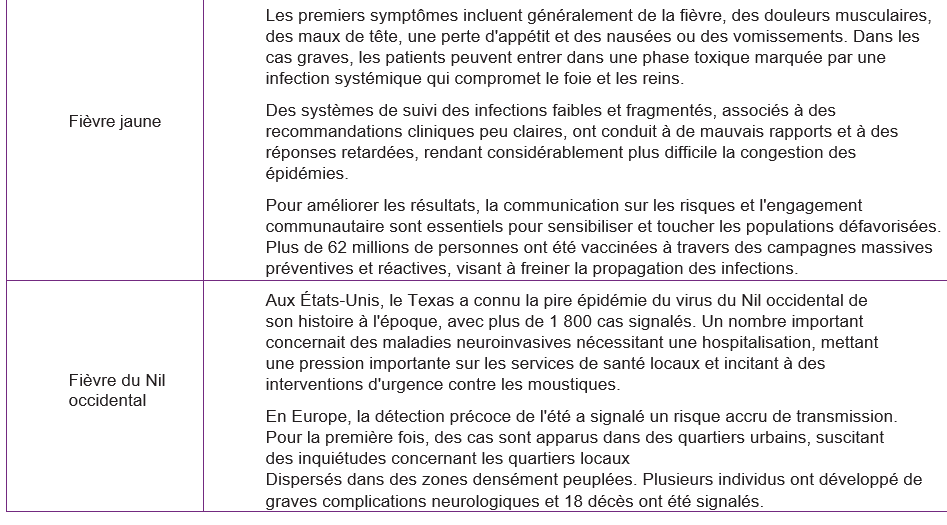 Fièvre jaune
Les premiers symptômes incluent généralement de la fièvre, des douleurs musculaires,
des maux de tête, une perte d'appétit et des nausées ou des vomissements. Dans les
cas graves, les patients peuvent entrer dans une phase toxique marquée par une
infection systémique qui compromet le foie et les reins.
Des systèmes de suivi des infections faibles et fragmentés, associés à des
recommandations cliniques peu claires, ont conduit à de mauvais rapports et à des
réponses retardées, rendant considérablement plus difficile la congestion des
épidémies.
Pour améliorer les résultats, la communication sur les risques et l'engagement
communautaire sont essentiels pour sensibiliser et toucher les populations défavorisées.
Plus de 62 millions de personnes ont été vaccinées à travers des campagnes massives
préventives et réactives, visant à freiner la propagation des infections.
Fièvre du Nil
occidental
Aux États-Unis, le Texas a connu la pire épidémie du virus du Nil occidental de
son histoire à l'époque, avec plus de 1 800 cas signalés. Un nombre important
concernait des maladies neuroinvasives nécessitant une hospitalisation, mettant
une pression importante sur les services de santé locaux et incitant à des
interventions d'urgence contre les moustiques.
En Europe, la détection précoce de l'été a signalé un risque accru de transmission.
Pour la première fois, des cas sont apparus dans des quartiers urbains, suscitant
des inquiétudes concernant les quartiers locaux
Dispersés dans des zones densément peuplées. Plusieurs individus ont développé de
graves complications neurologiques et 18 décès ont été signalés.